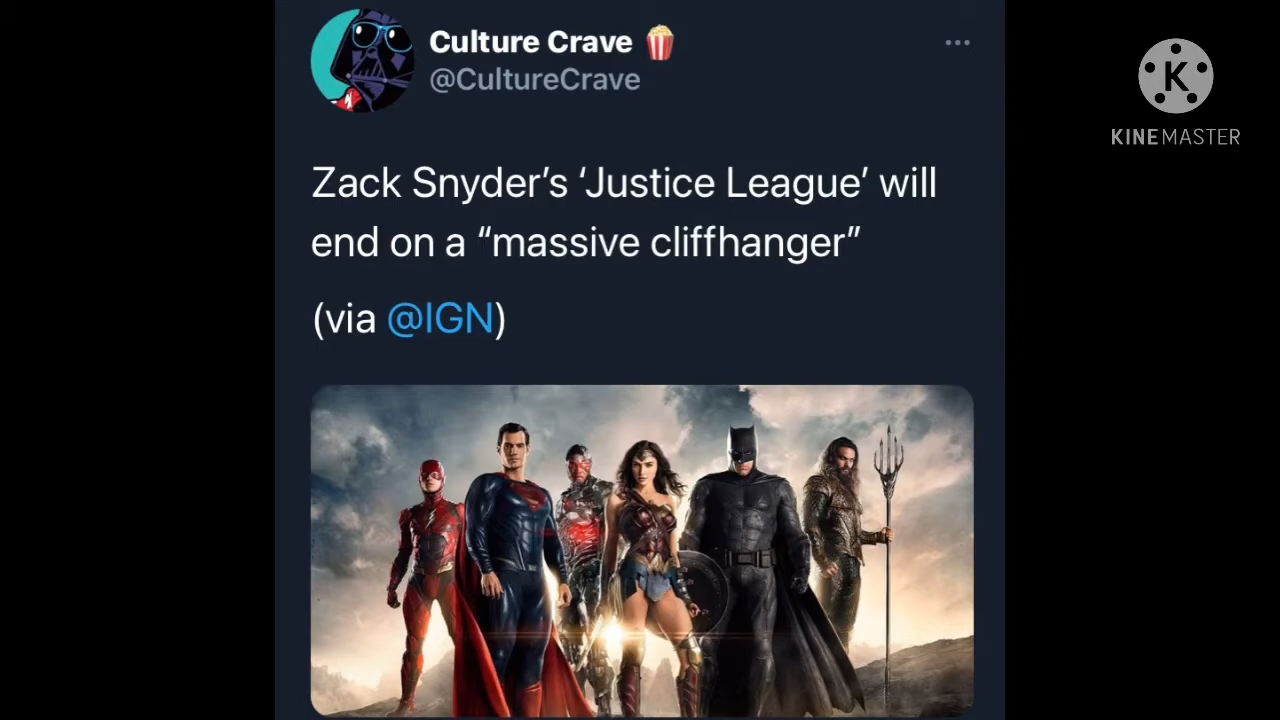 Culture Crave 🍿
@CultureCrave
K
KINEMASTER
Zack Snyder’s ‘Justice League’ will
end on a “massive cliffhanger”
(via @IGN)